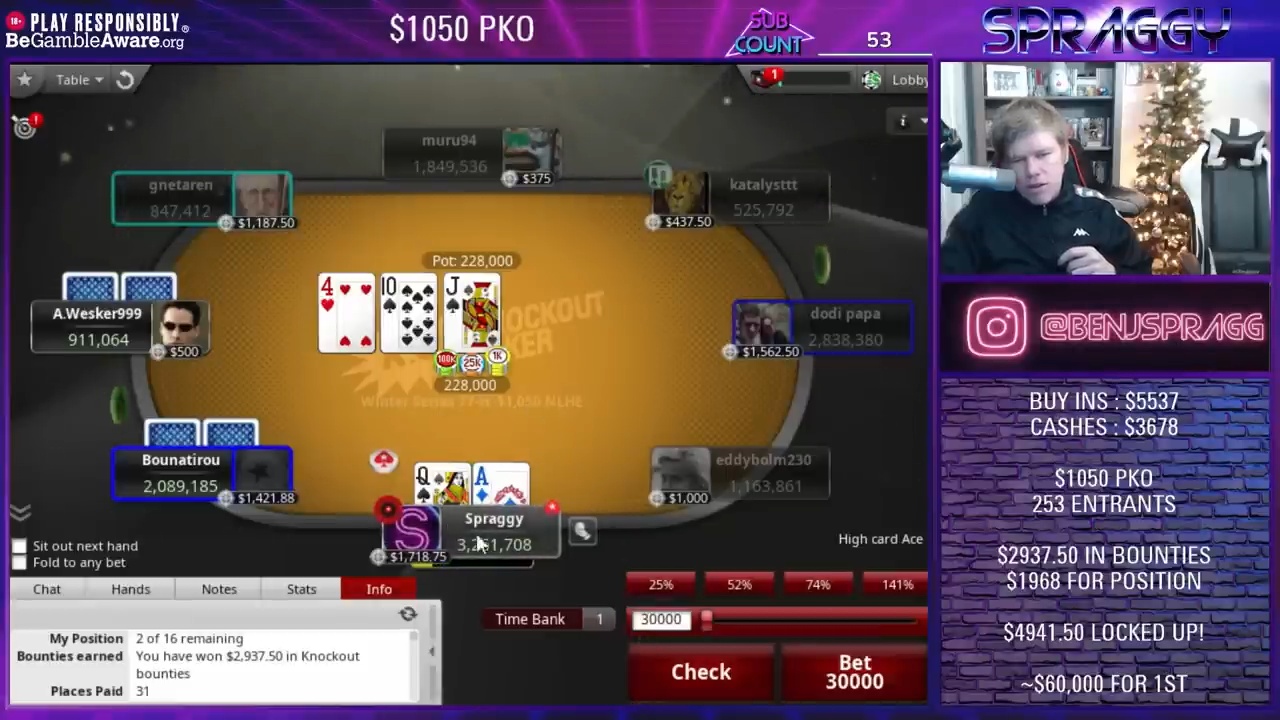 18+ PLAY RESPONSIBLY.®
BeGambleAware.org
$1050 PKO
SUB
COUNT
53
SPRAGGY
Table
1
Lobby
muru94
1,849,536
$375
gnetaren
847,412
$1,187.50
katalysttt
525,792
$437.50
Pot: 228,000
4
10
J
A.Wesker999
911,064
$500
dodi papa
2,838,380
$1,562.50
100K
25K
1K
228,000
Bounatirou
2,089,185
$1,421.88
Q
A
eddybolm230
1,163,861
$1,000
S
Spraggy
$1,718.75
High card Ace
Sit out next hand
Fold to any bet
Chat
Hands
Notes
Stats
Info
My Position
2 of 16 remaining
Bounties earned
You have won $2,937.50 in Knockout
bounties
Places Paid
31
Time Bank
1
25%
52%
74%
141%
30000
Check
Bet
30000
@BENJSPRAGG
BUY INS : $5537
CASHES : $3678
$1050 PKO
253 ENTRANTS
$2937.50 IN BOUNTIES
$1968 FOR POSITION
$4941.50 LOCKED UP!
~$60,000 FOR 1ST